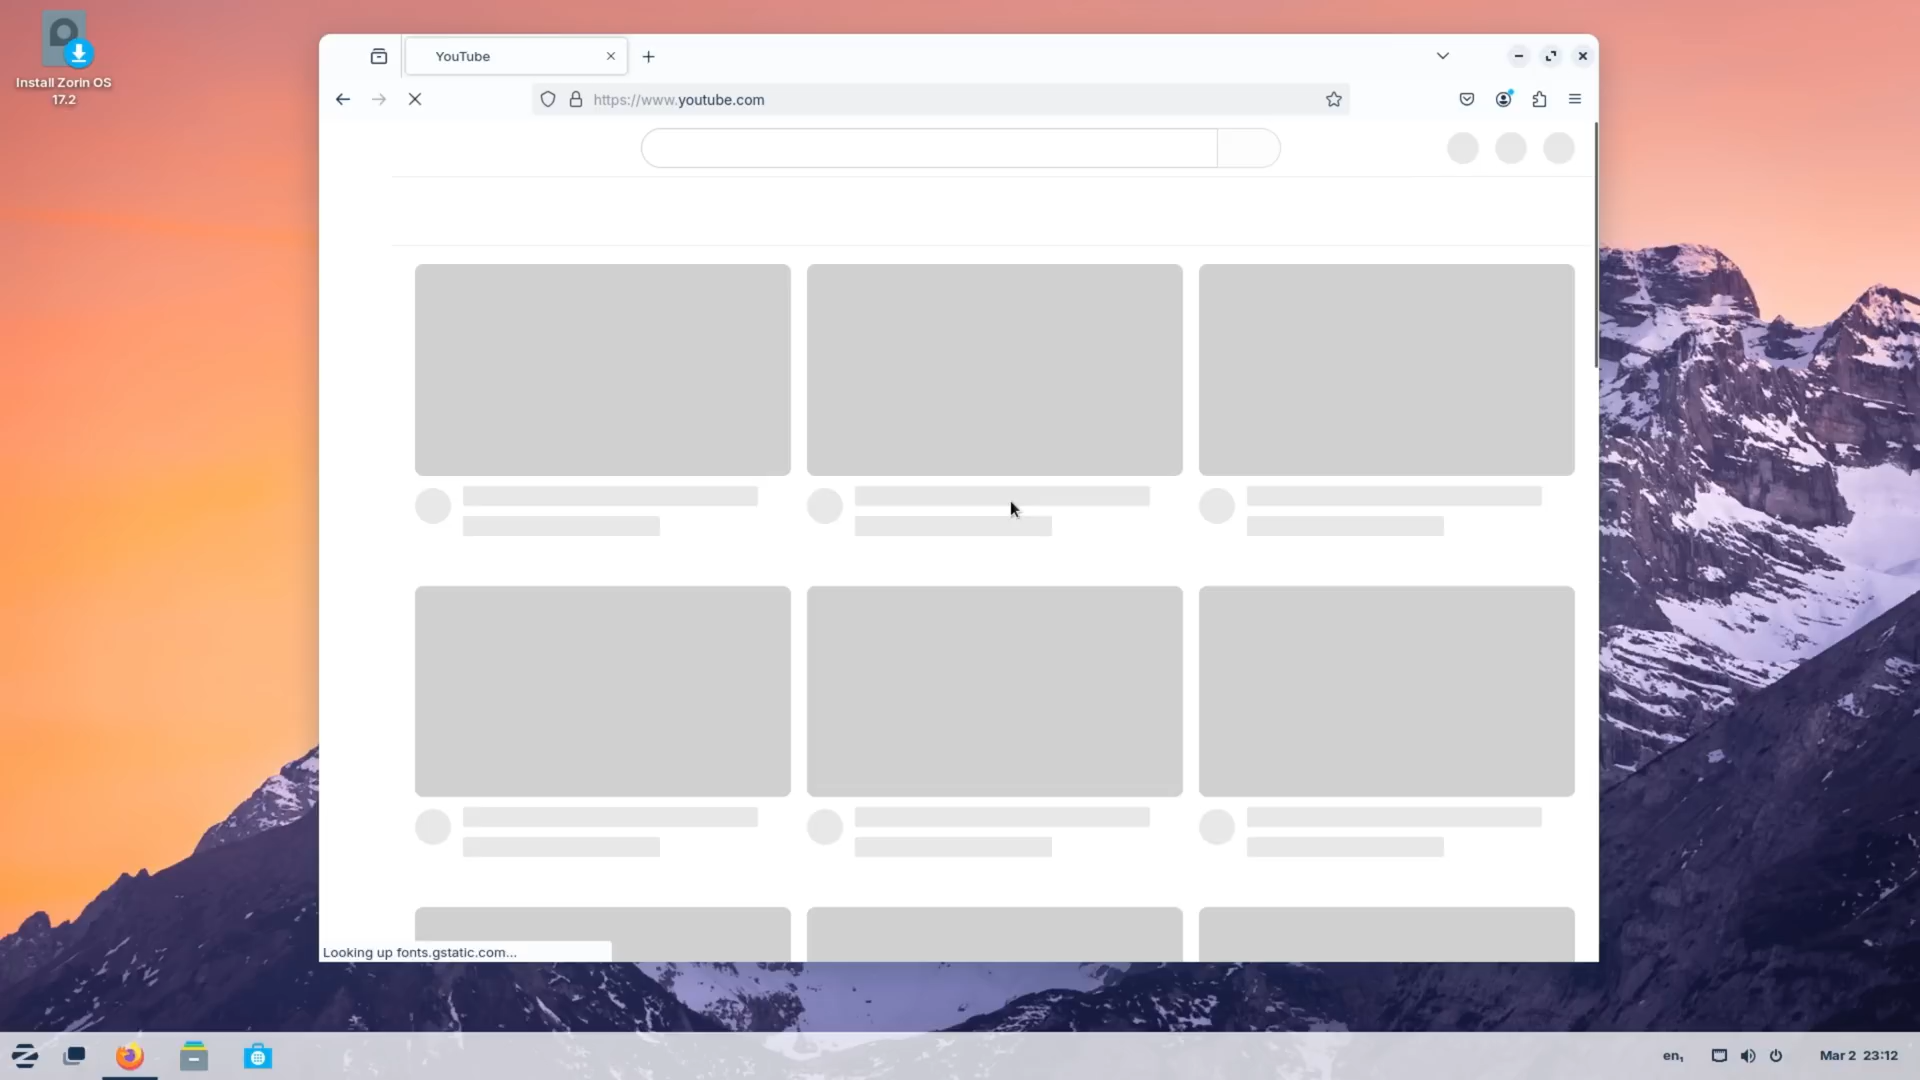 Install Zorin OS
17.2
YouTube
https://www.youtube.com
Looking up fonts.gstatic.com...
en₁
Mar 2 23:12